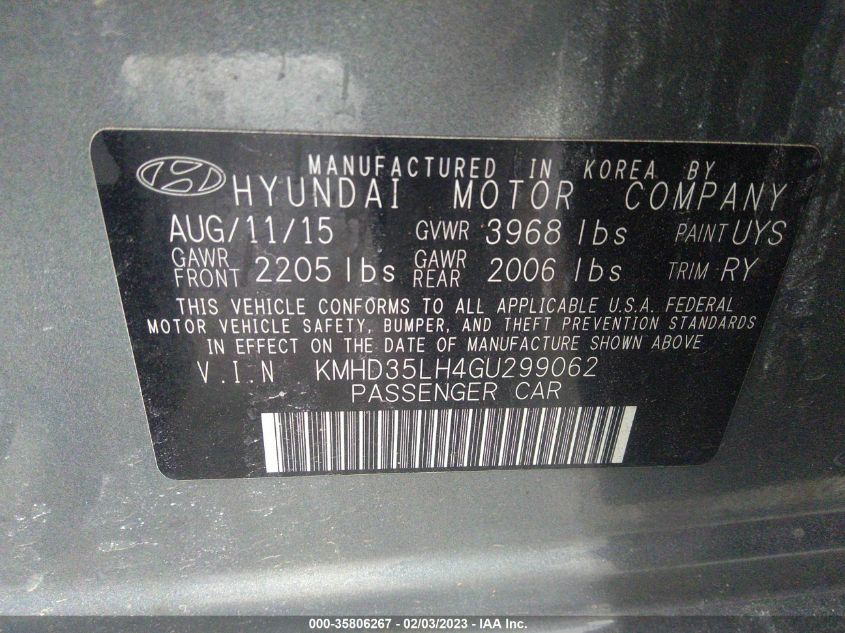 MANUFACTURED IN KOREA BY
HYUNDAI MOTOR COMPANY
AUG/11/15 GVWR 3968 lbs PAINT UYS
GAWR FRONT 2205 lbs GAWR REAR 2006 lbs TRIM RY
THIS VEHICLE CONFORMS TO ALL APPLICABLE U.S.A. FEDERAL
MOTOR VEHICLE SAFETY, BUMPER, AND THEFT PREVENTION STANDARDS
IN EFFECT ON THE DATE OF MANUFACTURE SHOWN ABOVE
V.I.N KMHD35LH4GU299062
PASSENGER CAR
000-35806267 - 02/03/2023 - IAA Inc.